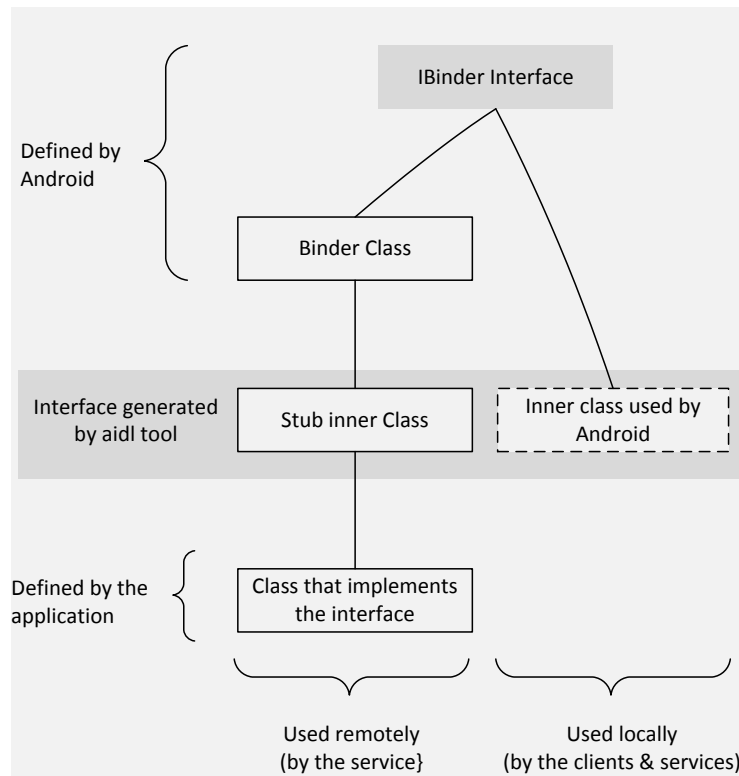 IBinder Interface
Defined by
Android
Binder Class
Interface generated
by aidl tool
Stub inner Class
Inner class used by
Android
Defined by the
application
Class that implements
the interface
Used remotely
(by the service}
Used locally
(by the clients & services)